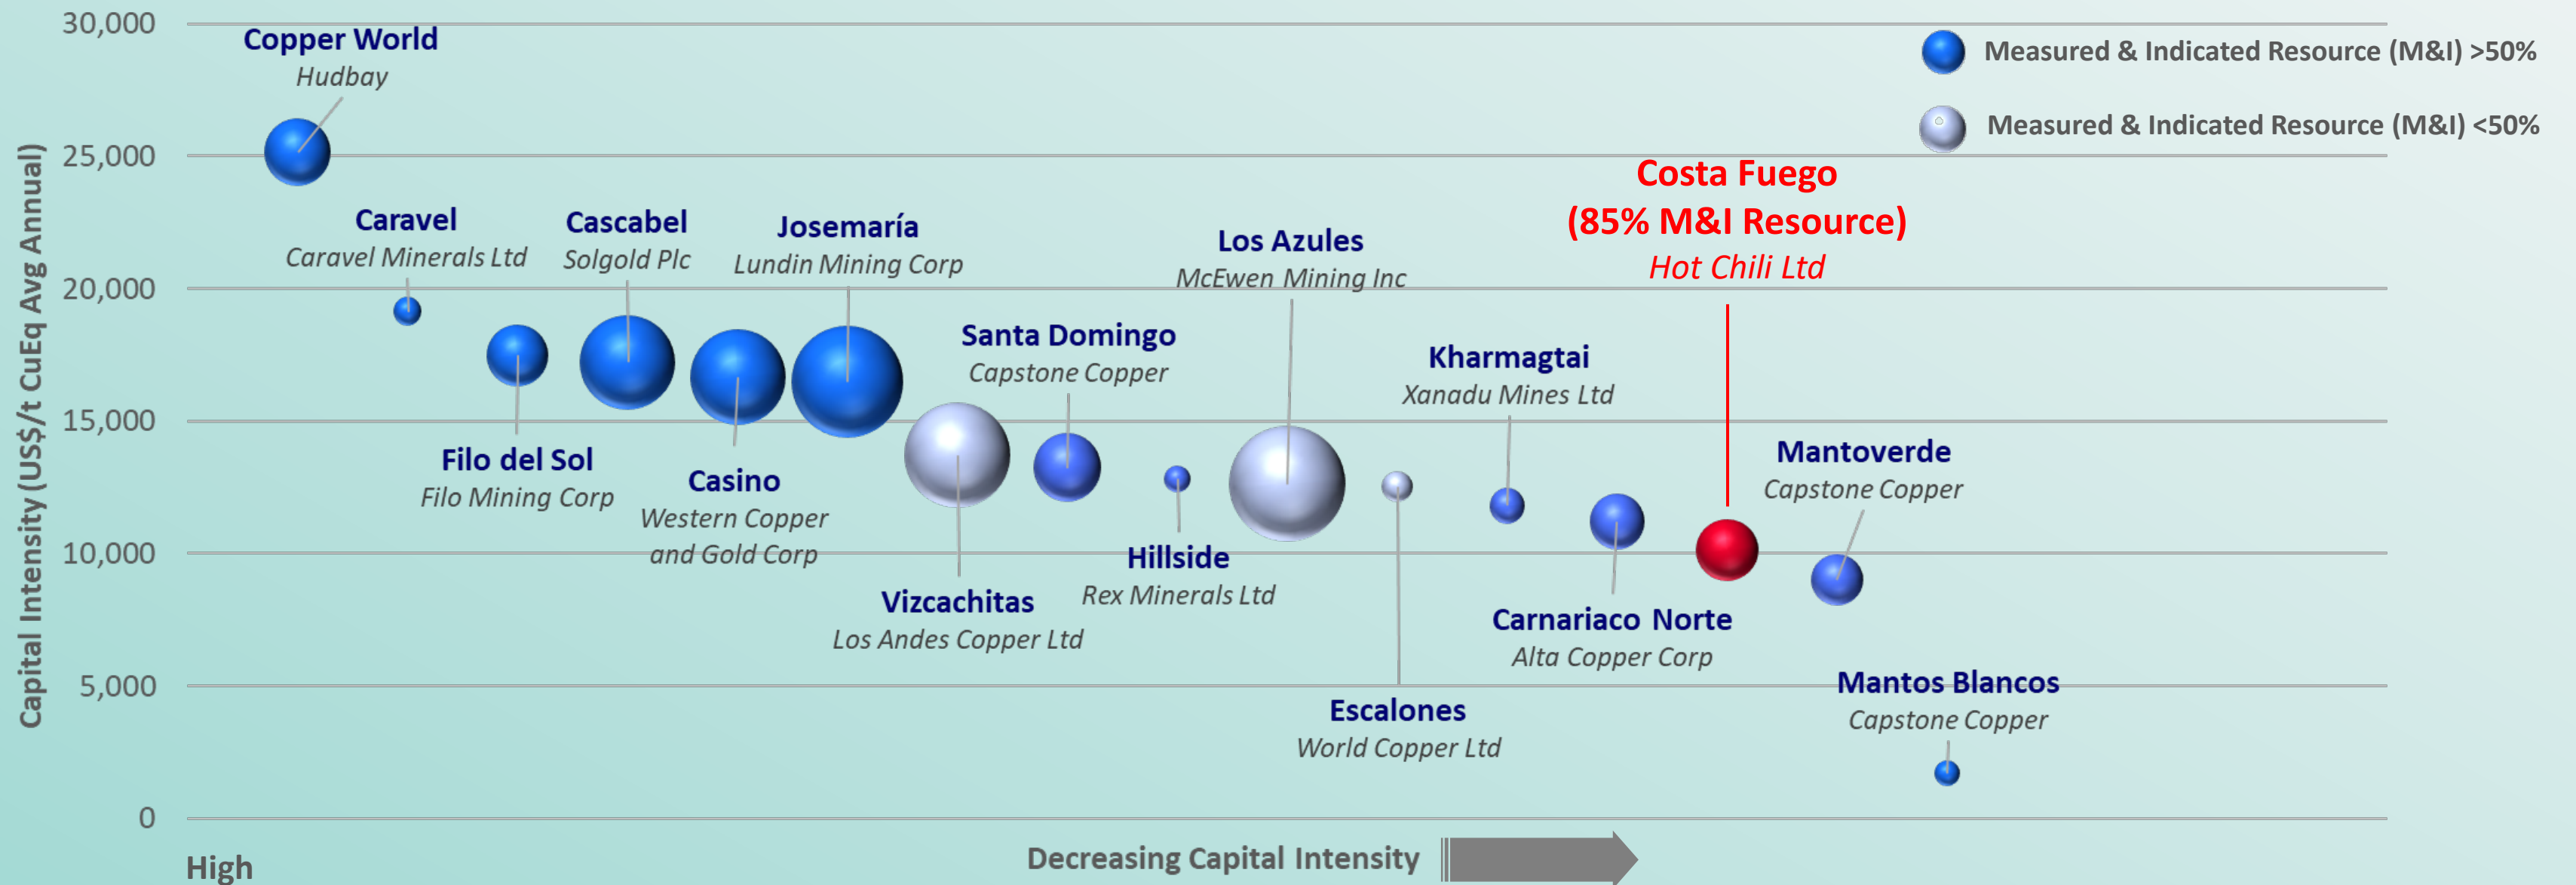 30,000
25,000
20,000
15,000
10,000
5,000
0
Capital Intensity (US$/t CuEq Avg Annual)
Measured & Indicated Resource (M&I) >50%
Measured & Indicated Resource (M&I) <50%
Copper World
Hudbay
Caravel
Caravel Minerals Ltd
Filo del Sol
Filo Mining Corp
Cascabel
Solgold Plc
Casino
Western Copper
and Gold Corp
Josemaría
Lundin Mining Corp
Vizcachitas
Los Andes Copper Ltd
Santa Domingo
Capstone Copper
Hillside
Rex Minerals Ltd
Los Azules
McEwen Mining Inc
Escalones
World Copper Ltd
Kharmagtai
Xanadu Mines Ltd
Carnariaco Norte
Alta Copper Corp
Costa Fuego
(85% M&I Resource)
Hot Chili Ltd
Mantoverde
Capstone Copper
Mantos Blancos
Capstone Copper
High
Decreasing Capital Intensity